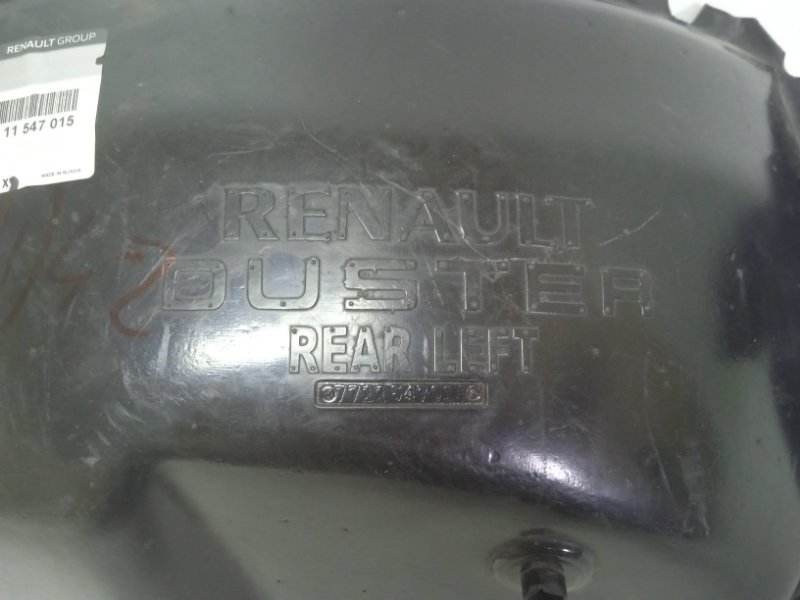 RENAULT GROUP
11 547 015
MADE IN RUSSIA
X
RENAULT
DUSTER
REAR LEFT